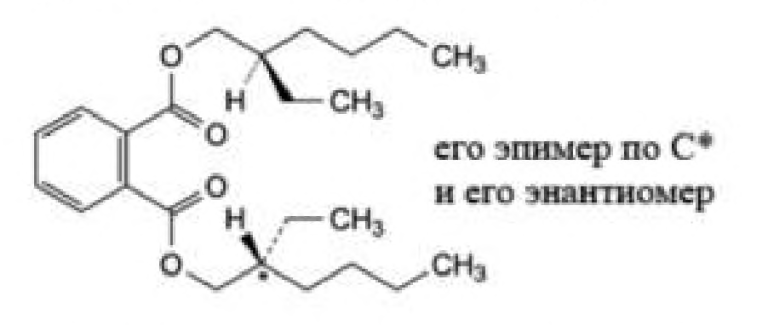 O
CH₃
H
CH₃
O
его эпимер по C*
O
и его энантиомер
H
CH₃
O
CH₃
*